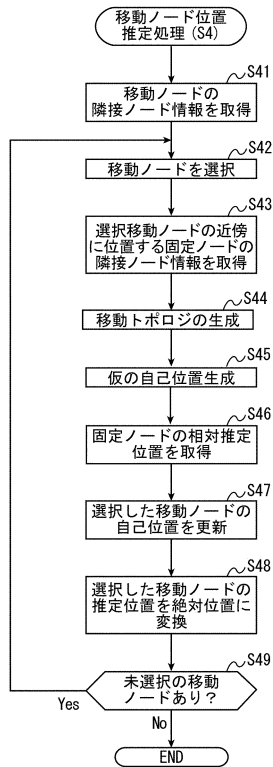 移動ノード位置
推定処理(S4)
S41
移動ノードの
隣接ノード情報を取得
S42
移動ノードを選択
S43
選択移動ノードの近傍
に位置する固定ノードの
隣接ノード情報を取得
S44
移動トポロジの生成
S45
仮の自己位置生成
S46
固定ノードの相対推定
位置を取得
S47
選択した移動ノードの
自己位置を更新
S48
選択した移動ノードの
推定位置を絶対位置に
変換
S49
未選択の移動
ノードあり?
Yes
No
END